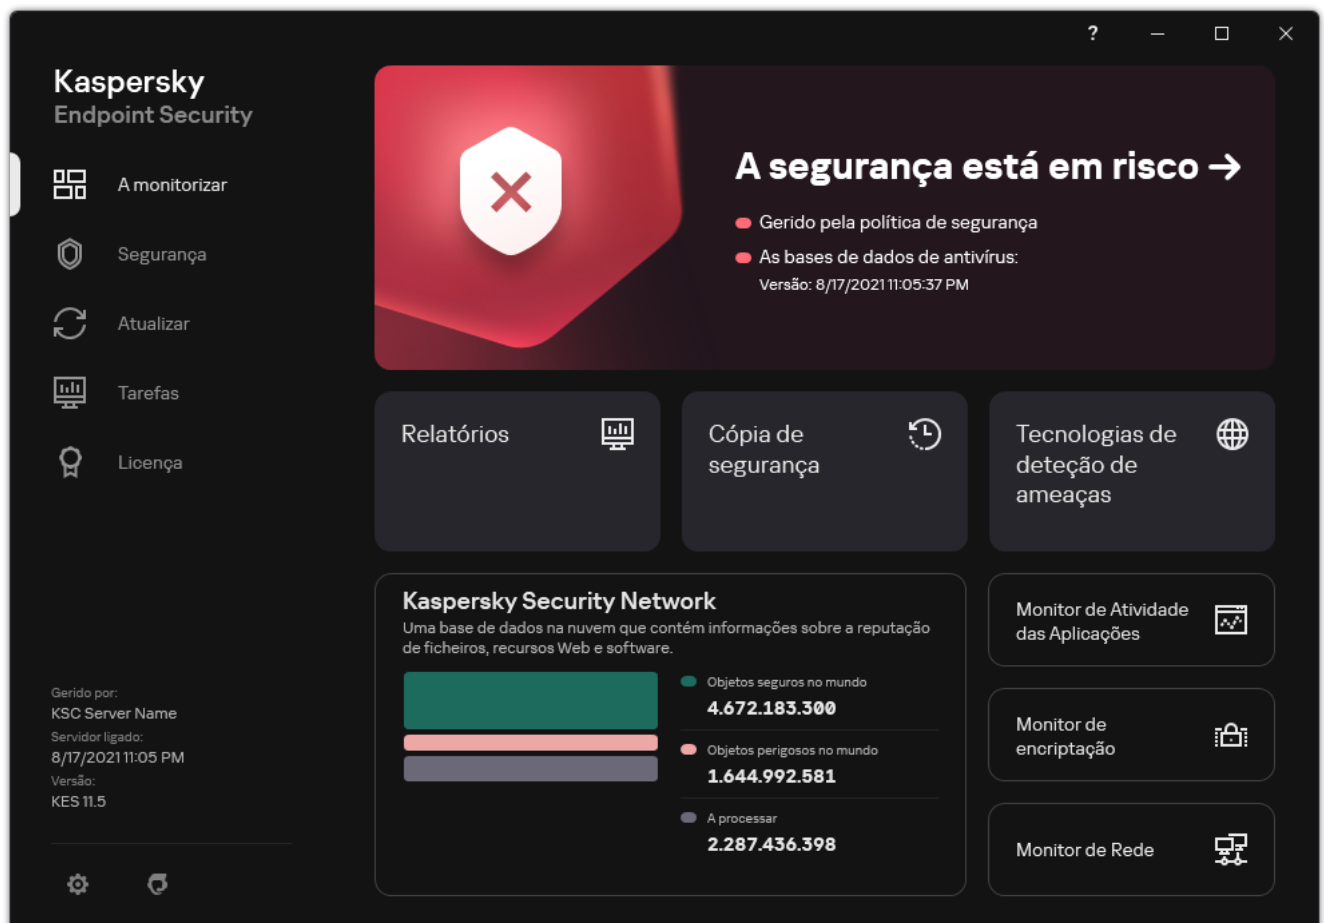 ?
Kaspersky
Endpoint Security
A monitorizar
Segurança
Atualizar
Tarefas
Licença
Gerido por:
KSC Server Name
Servidor ligado:
8/17/2021 11:05 PM
Versão:
KES 11.5
A segurança está em risco →
Gerido pela política de segurança
As bases de dados de antivírus:
Versão: 8/17/2021 11:05:37 PM
Relatórios
Cópia de
segurança
Tecnologias de
deteção de
ameaças
Kaspersky Security Network
Uma base de dados na nuvem que contém informações sobre a reputação
de ficheiros, recursos Web e software.
Objetos seguros no mundo
4.672.183.300
Objetos perigosos no mundo
1.644.992.581
A processar
2.287.436.398
Monitor de Atividade
das Aplicações
Monitor de
encriptação
Monitor de Rede